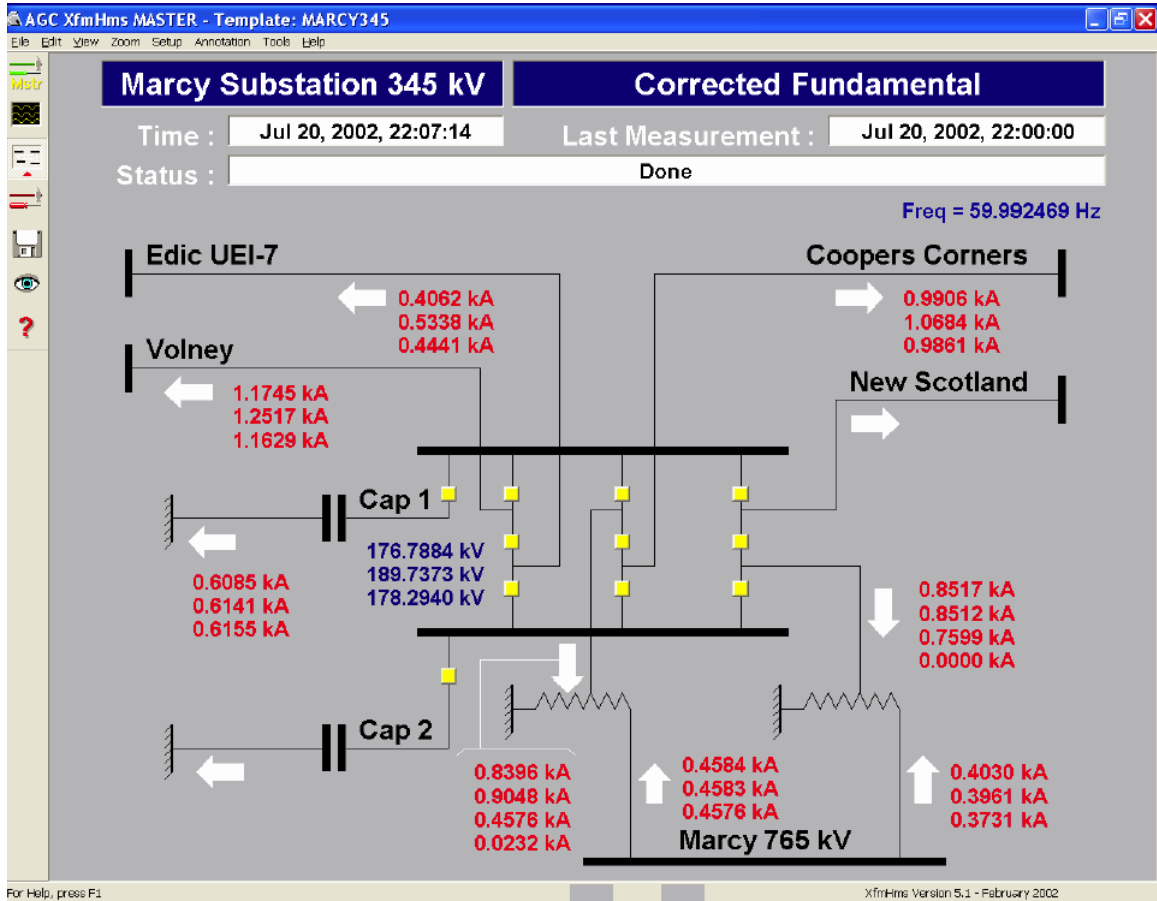 AGC XfmHms MASTER - Template: MARCY345
File Edit View Zoom Setup Annotation Tools Help
Mstr
Marcy Substation 345 kV
Corrected Fundamental
Time : Jul 20, 2002, 22:07:14
Last Measurement : Jul 20, 2002, 22:00:00
Status : Done
Freq = 59.992469 Hz
Edic UEI-7
0.4062 kA
0.5338 kA
0.4441 kA
Coopers Corners
0.9906 kA
1.0684 kA
0.9861 kA
Volney
1.1745 kA
1.2517 kA
1.1629 kA
New Scotland
Cap 1
176.7884 kV
189.7373 kV
178.2940 kV
0.6085 kA
0.6141 kA
0.6155 kA
0.8517 kA
0.8512 kA
0.7599 kA
0.0000 kA
Cap 2
0.8396 kA
0.9048 kA
0.4576 kA
0.0232 kA
0.4584 kA
0.4583 kA
0.4576 kA
0.4030 kA
0.3961 kA
0.3731 kA
Marcy 765 kV
For Help, press F1
XfmHms Version 5.1 - February 2002